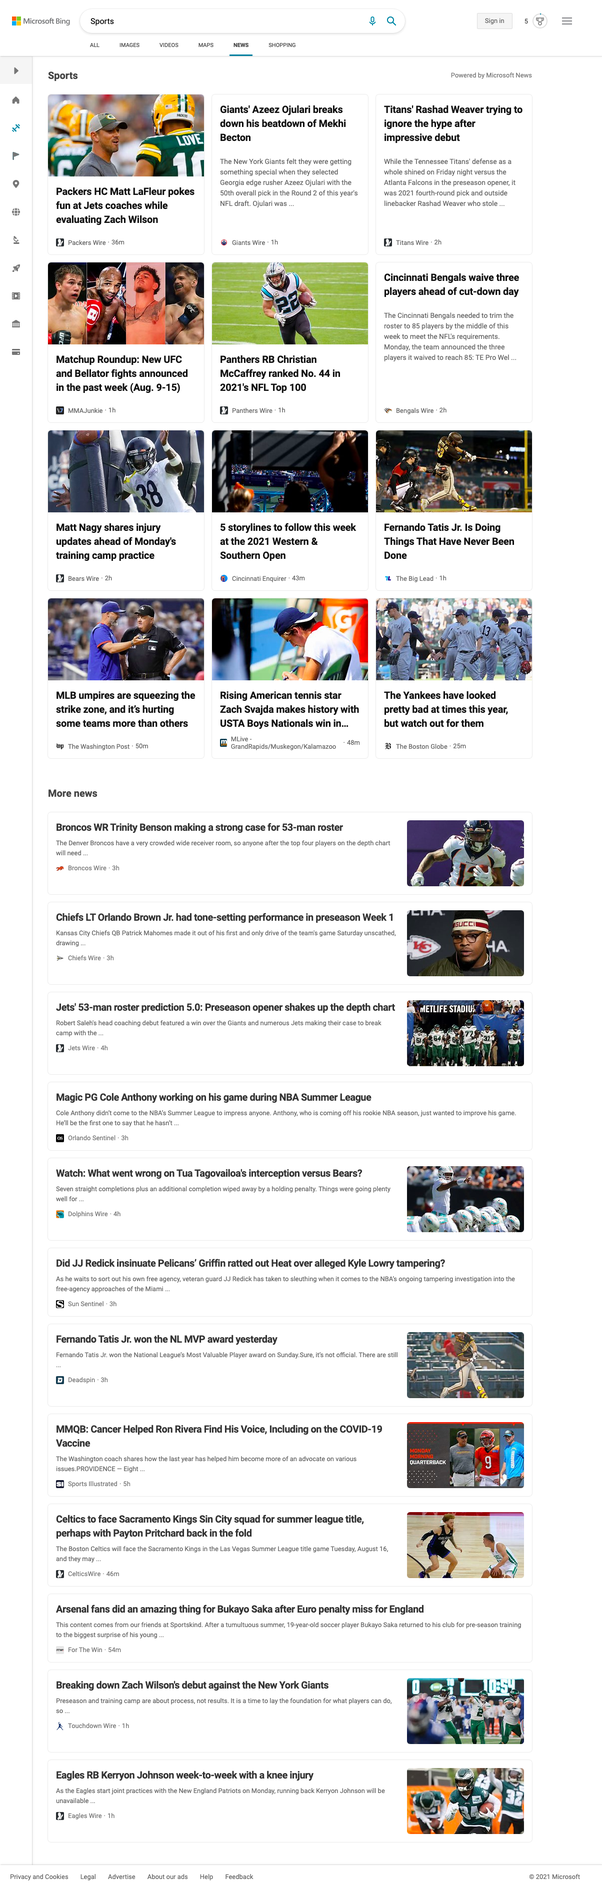 Microsoft Bing
Sports
Sign in
5
ALL
IMAGES
VIDEOS
MAPS
NEWS
SHOPPING
Sports
Powered by Microsoft News
LOVE
Packers HC Matt LaFleur pokes
fun at Jets coaches while
evaluating Zach Wilson
Packers Wire · 36m
Giants' Azeez Ojulari breaks
down his beatdown of Mekhi
Becton
The New York Giants felt they were getting
something special when they selected
Georgia edge rusher Azeez Ojulari with the
50th overall pick in the Round 2 of this year's
NFL draft. Ojulari was ...
Giants Wire · 1h
Titans' Rashad Weaver trying to
ignore the hype after
impressive debut
While the Tennessee Titans' defense as a
whole shined on Friday night versus the
Atlanta Falcons in the preseason opener, it
was 2021 fourth-round pick and outside
linebacker Rashad Weaver who stole ...
Titans Wire · 2h
Matchup Roundup: New UFC
and Bellator fights announced
in the past week (Aug. 9-15)
MMAJunkie · 1h
22
Panthers RB Christian
McCaffrey ranked No. 44 in
2021's NFL Top 100
Panthers Wire · 1h
Cincinnati Bengals waive three
players ahead of cut-down day
The Cincinnati Bengals needed to trim the
roster to 85 players by the middle of this
week to meet the NFL's requirements.
Monday, the team announced the three
players it waived to reach 85: TE Pro Wel ...
Bengals Wire · 2h
38
Matt Nagy shares injury
updates ahead of Monday's
training camp practice
Bears Wire · 2h
5 storylines to follow this week
at the 2021 Western &
Southern Open
Cincinnati Enquirer · 43m
Fernando Tatis Jr. Is Doing
Things That Have Never Been
Done
The Big Lead · 1h
MLB umpires are squeezing the
strike zone, and it's hurting
some teams more than others
wp The Washington Post · 50m
G
Rising American tennis star
Zach Svajda makes history with
USTA Boys Nationals win in...
MLive -
GrandRapids/Muskegon/Kalamazoo · 48m
The Yankees have looked
pretty bad at times this year,
but watch out for them
B The Boston Globe · 25m
More news
Broncos WR Trinity Benson making a strong case for 53-man roster
The Denver Broncos have a very crowded wide receiver room, so anyone after the top four players on the depth chart
will need ...
Broncos Wire · 3h
Chiefs LT Orlando Brown Jr. had tone-setting performance in preseason Week 1
Kansas City Chiefs QB Patrick Mahomes made it out of his first and only drive of the team's game Saturday unscathed,
drawing ...
Chiefs Wire · 3h
KC
Jets' 53-man roster prediction 5.0: Preseason opener shakes up the depth chart
Robert Saleh's head coaching debut featured a win over the Giants and numerous Jets making their case to break
camp with the ...
Jets Wire · 4h
METLIFE STADIU
Magic PG Cole Anthony working on his game during NBA Summer League
Cole Anthony didn't come to the NBA's Summer League to impress anyone. Anthony, who is coming off his rookie NBA season, just wanted to improve his game.
He'll be the first one to say that he hasn't ...
OS Orlando Sentinel · 3h
Watch: What went wrong on Tua Tagovailoa's interception versus Bears?
Seven straight completions plus an additional completion wiped away by a holding penalty. Things were going plenty
well for ...
Dolphins Wire · 4h
Did JJ Redick insinuate Pelicans' Griffin ratted out Heat over alleged Kyle Lowry tampering?
As he waits to sort out his own free agency, veteran guard JJ Redick has taken to sleuthing when it comes to the NBA's ongoing tampering investigation into the
free-agency approaches of the Miami ...
S Sun Sentinel · 3h
Fernando Tatis Jr. won the NL MVP award yesterday
Fernando Tatis Jr. won the National League's Most Valuable Player award on Sunday.Sure, it's not official. There are still
...
Deadspin · 3h
MMQB: Cancer Helped Ron Rivera Find His Voice, Including on the COVID-19
Vaccine
The Washington coach shares how the last year has helped him become more of an advocate on various
issues.PROVIDENCE — Eight ...
SI Sports Illustrated · 5h
MONDAY
MORNING
QUARTERBACK
9
Celtics to face Sacramento Kings Sin City squad for summer league title,
perhaps with Payton Pritchard back in the fold
The Boston Celtics will face the Sacramento Kings in the Las Vegas Summer League title game Tuesday, August 16,
and they may ...
CelticsWire · 46m
Arsenal fans did an amazing thing for Bukayo Saka after Euro penalty miss for England
This content comes from our friends at Sportskind. After a tumultuous summer, 19-year-old soccer player Bukayo Saka returned to his club for pre-season training
to the biggest surprise of his young ...
For The Win · 54m
Breaking down Zach Wilson's debut against the New York Giants
Preseason and training camp are about process, not results. It is a time to lay the foundation for what players can do,
so ...
Touchdown Wire · 1h
Eagles RB Kerryon Johnson week-to-week with a knee injury
As the Eagles start joint practices with the New England Patriots on Monday, running back Kerryon Johnson will be
unavailable ...
Eagles Wire · 1h
Privacy and Cookies
Legal
Advertise
About our ads
Help
Feedback
© 2021 Microsoft